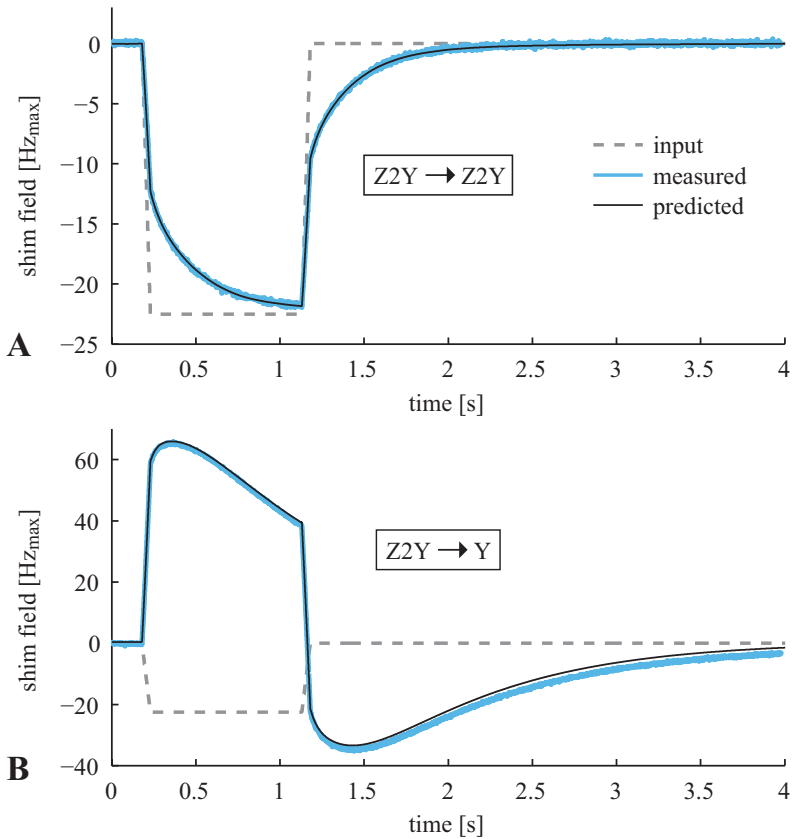 0
−5
−10
−15
−20
−25
shim field [Hzmax]
Z2Y → Z2Y
input
measured
predicted
A
0 0.5 1 1.5 2 2.5 3 3.5 4
time [s]
60
40
20
0
−20
−40
shim field [Hzmax]
Z2Y → Y
B
0 0.5 1 1.5 2 2.5 3 3.5 4
time [s]